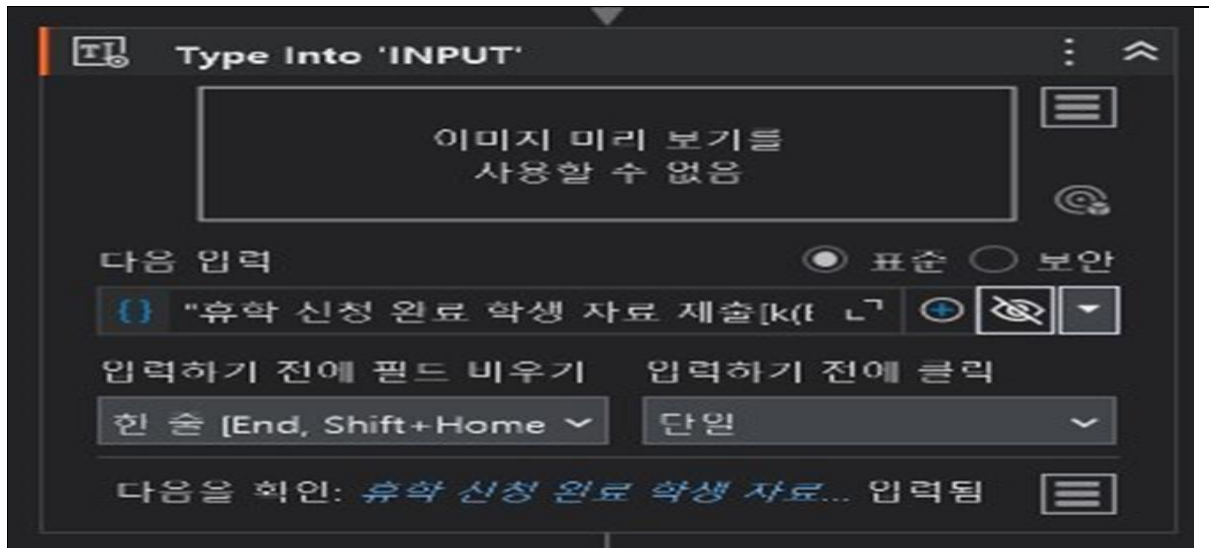 Type Into 'INPUT'
이미지 미리 보기를
사용할 수 없음
다음 입력
표준 보안
"휴학 신청 완료 학생 자료 제출[k(
입력하기 전에 필드 비우기 입력하기 전에 클릭
한 줄 [End, Shift+Home 단일
다음을 확인: 휴학 신청 완료 학생 자료... 입력됨